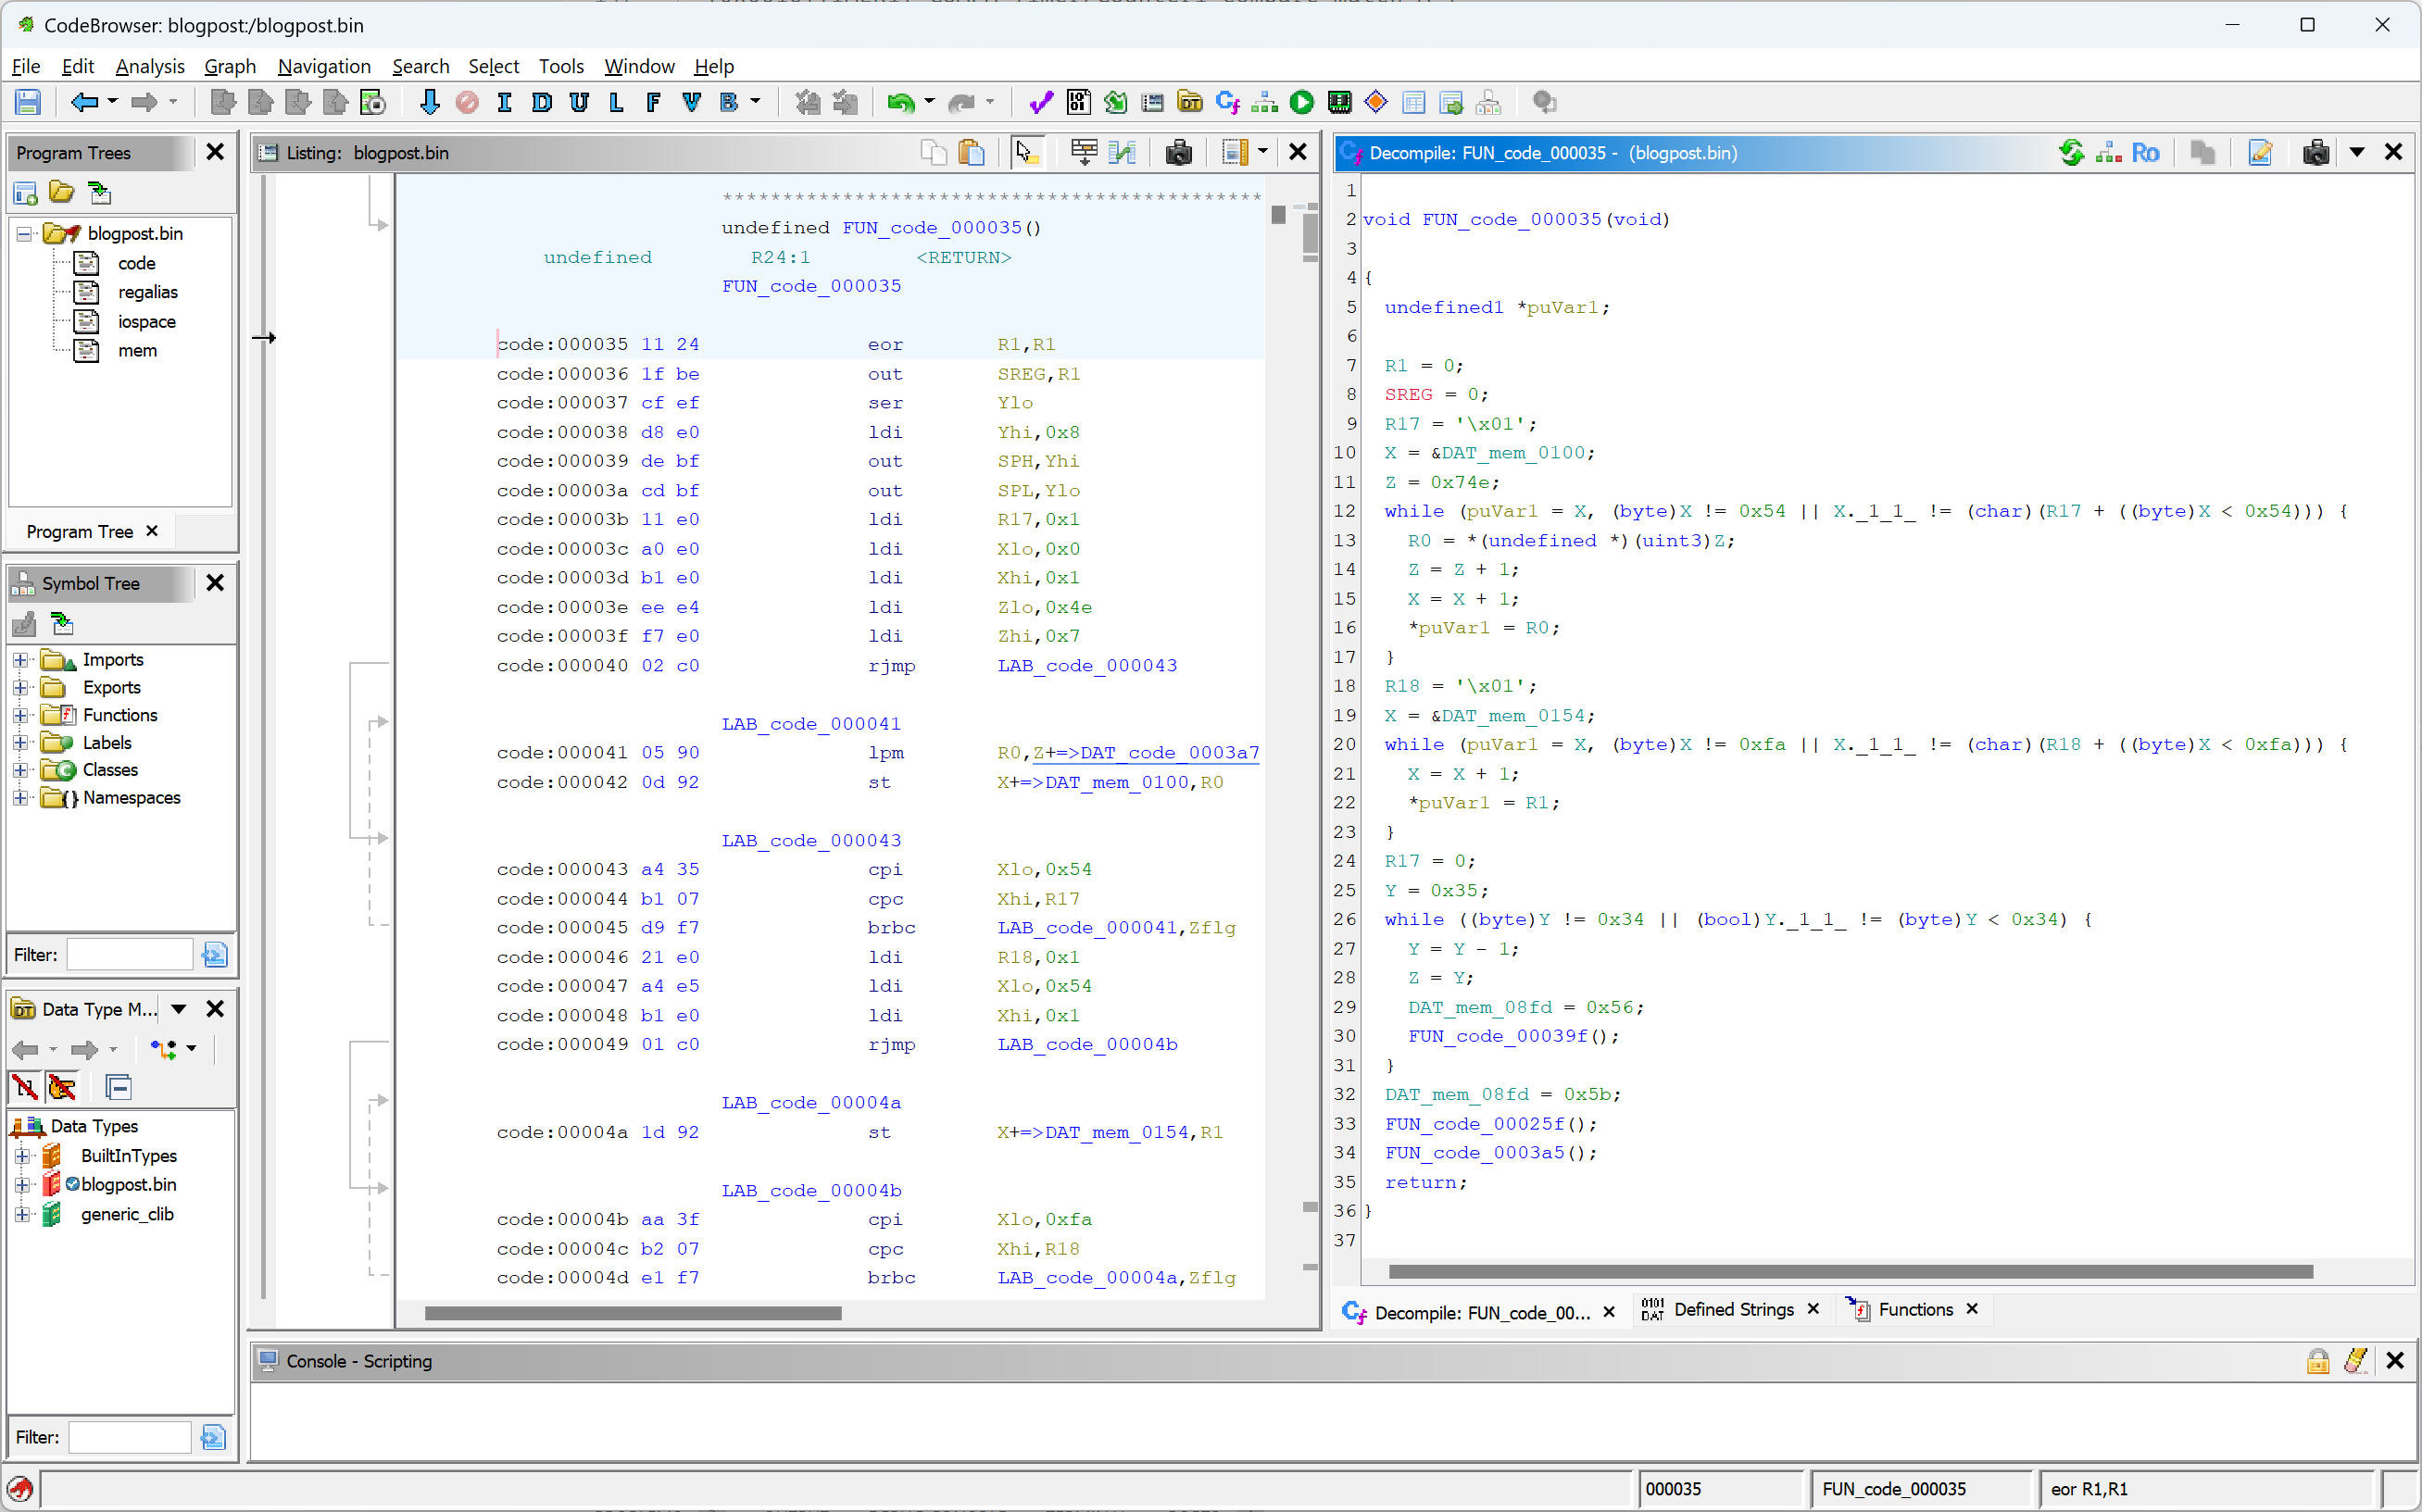 CodeBrowser: blogpost:/blogpost.bin
File Edit Analysis Graph Navigation Search Select Tools Window Help
I D U L F V B
Program Trees
blogpost.bin
code
regalias
iospace
mem
Program Tree
Symbol Tree
Imports
Exports
Functions
Labels
Classes
Namespaces
Filter:
Data Type M...
Data Types
BuiltInTypes
blogpost.bin
generic_clib
Filter:
Listing: blogpost.bin
*********************************************
undefined FUN_code_000035()
undefined R24:1 <RETURN>
FUN_code_000035
code:000035 11 24 eor R1,R1
code:000036 1f be out SREG,R1
code:000037 cf ef ser Ylo
code:000038 d8 e0 ldi Yhi,0x8
code:000039 de bf out SPH,Yhi
code:00003a cd bf out SPL,Ylo
code:00003b 11 e0 ldi R17,0x1
code:00003c a0 e0 ldi Xlo,0x0
code:00003d b1 e0 ldi Xhi,0x1
code:00003e ee e4 ldi Zlo,0x4e
code:00003f f7 e0 ldi Zhi,0x7
code:000040 02 c0 rjmp LAB_code_000043
LAB_code_000041
code:000041 05 90 lpm R0,Z+=>DAT_code_0003a7
code:000042 0d 92 st X+=>DAT_mem_0100,R0
LAB_code_000043
code:000043 a4 35 cpi Xlo,0x54
code:000044 b1 07 cpc Xhi,R17
code:000045 d9 f7 brbc LAB_code_000041,Zflg
code:000046 21 e0 ldi R18,0x1
code:000047 a4 e5 ldi Xlo,0x54
code:000048 b1 e0 ldi Xhi,0x1
code:000049 01 c0 rjmp LAB_code_00004b
LAB_code_00004a
code:00004a 1d 92 st X+=>DAT_mem_0154,R1
LAB_code_00004b
code:00004b aa 3f cpi Xlo,0xfa
code:00004c b2 07 cpc Xhi,R18
code:00004d e1 f7 brbc LAB_code_00004a,Zflg
Decompile: FUN_code_000035 - (blogpost.bin)
Ro
1
2 void FUN_code_000035(void)
3
4 {
5 undefined1 *puVar1;
6
7 R1 = 0;
8 SREG = 0;
9 R17 = '\x01';
10 X = &DAT_mem_0100;
11 Z = 0x74e;
12 while (puVar1 = X, (byte)X != 0x54 || X._1_1_ != (char)(R17 + ((byte)X < 0x54))) {
13 R0 = *(undefined *)(uint3)Z;
14 Z = Z + 1;
15 X = X + 1;
16 *puVar1 = R0;
17 }
18 R18 = '\x01';
19 X = &DAT_mem_0154;
20 while (puVar1 = X, (byte)X != 0xfa || X._1_1_ != (char)(R18 + ((byte)X < 0xfa))) {
21 X = X + 1;
22 *puVar1 = R1;
23 }
24 R17 = 0;
25 Y = 0x35;
26 while ((byte)Y != 0x34 || (bool)Y._1_1_ != (byte)Y < 0x34) {
27 Y = Y - 1;
28 Z = Y;
29 DAT_mem_08fd = 0x56;
30 FUN_code_00039f();
31 }
32 DAT_mem_08fd = 0x5b;
33 FUN_code_00025f();
34 FUN_code_0003a5();
35 return;
36 }
37
Decompile: FUN_code_00... Defined Strings Functions
Console - Scripting
000035 FUN_code_000035 eor R1,R1